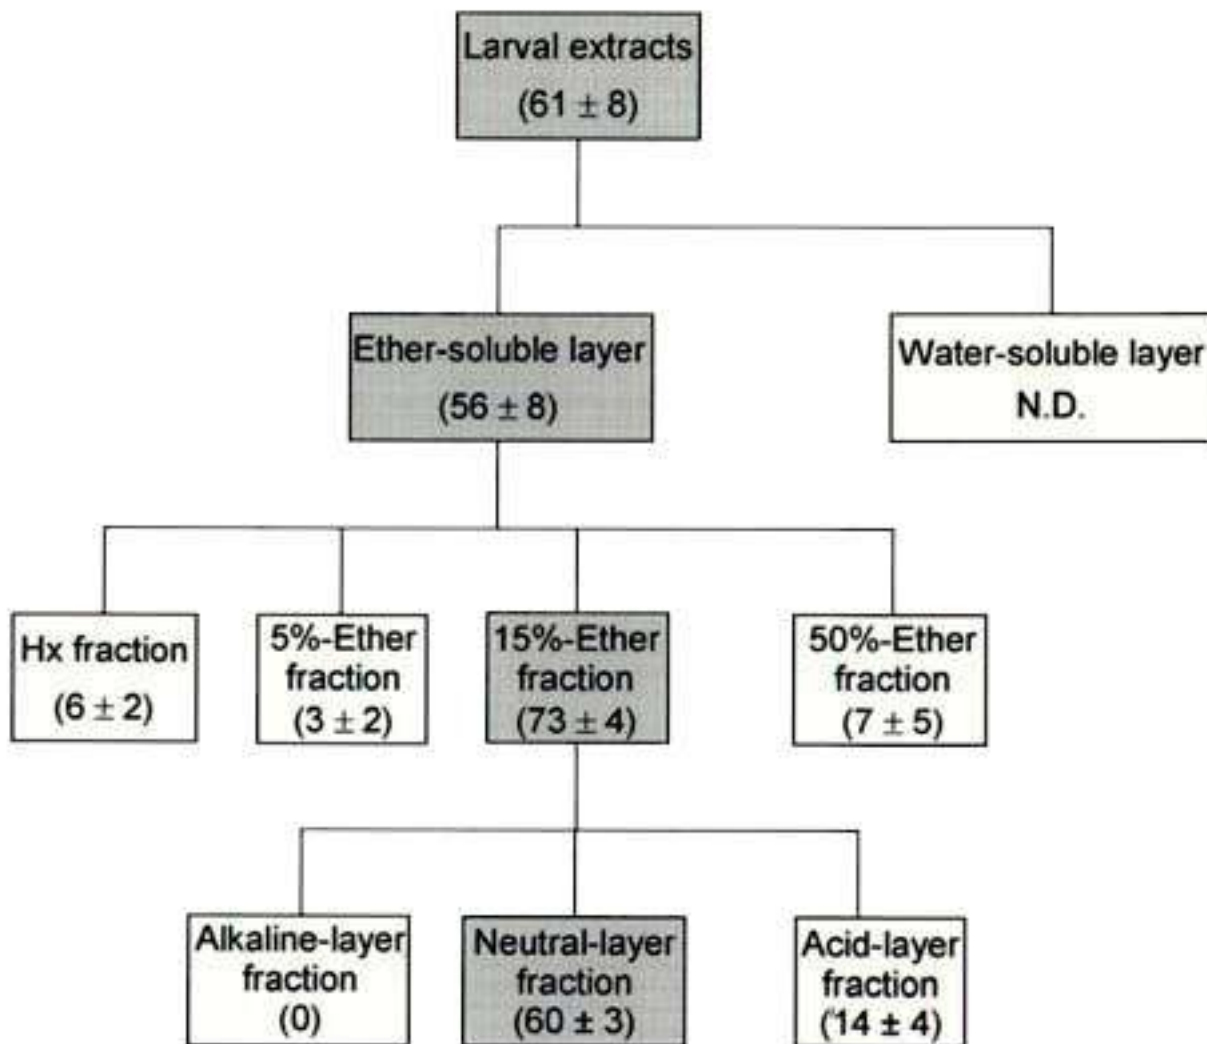 Larval extracts
(61 ± 8)
Ether-soluble layer
(56 ± 8)
Water-soluble layer
N.D.
Hx fraction
(6 ± 2)
5%-Ether
fraction
(3 ± 2)
15%-Ether
fraction
(73 ± 4)
50%-Ether
fraction
(7 ± 5)
Alkaline-layer
fraction
(0)
Neutral-layer
fraction
(60 ± 3)
Acid-layer
fraction
(14 ± 4)